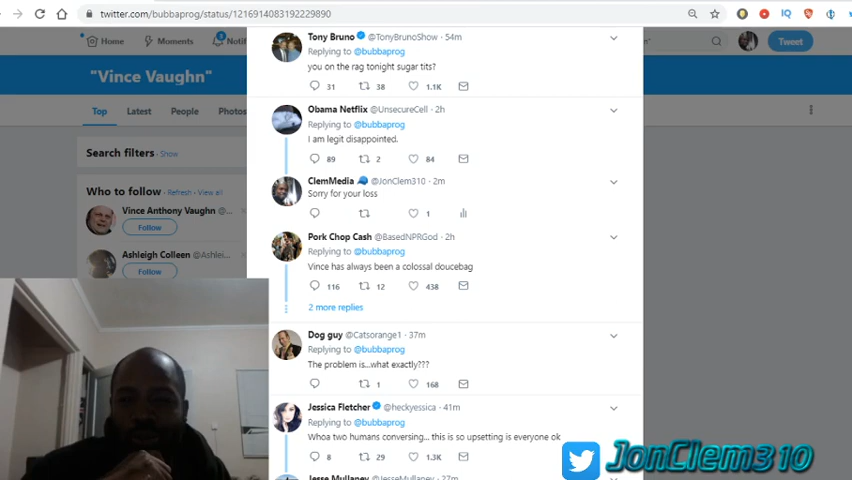 twitter.com/bubbaprog/status/1216914083192229890
Home
Moments
Notif
Tweet
"Vince Vaughn"
Top
Latest
People
Photos
Search filters · Show
Who to follow · Refresh · View all
Vince Anthony Vaughn @...
Follow
Ashleigh Colleen @Ashlei...
Follow
Tony Bruno @TonyBrunoShow · 54m
Replying to @bubbaprog
you on the rag tonight sugar tits?
31 38 1.1K
Obama Netflix @UnsecureCell · 2h
Replying to @bubbaprog
I am legit disappointed.
89 2 84
ClemMedia @JonClem310 · 2m
Sorry for your loss
1
Pork Chop Cash @BasedNPRGod · 2h
Replying to @bubbaprog
Vince has always been a colossal doucebag
116 12 438
2 more replies
Dog guy @Catsorange1 · 37m
Replying to @bubbaprog
The problem is...what exactly???
1 168
Jessica Fletcher @heckyessica · 41m
Replying to @bubbaprog
Whoa two humans conversing... this is so upsetting is everyone ok
8 29 1.3K
Jesse Mullaney @JesseMullaney · 27m
JonClem310